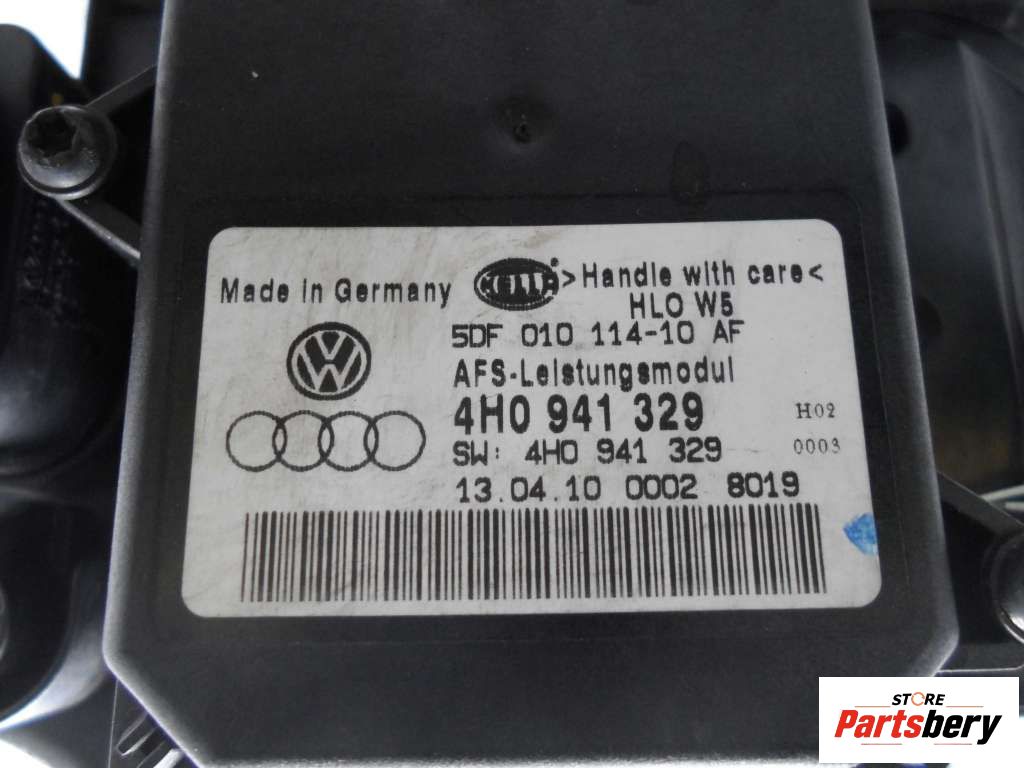 Made in Germany HELLA® >Handle with care<
HLO W5
5DF 010 114-10 AF
AFS-Leistungsmodul
4H0 941 329 H02
SW: 4H0 941 329 0003
13.04.10 0002 8019
STORE
Partsbery